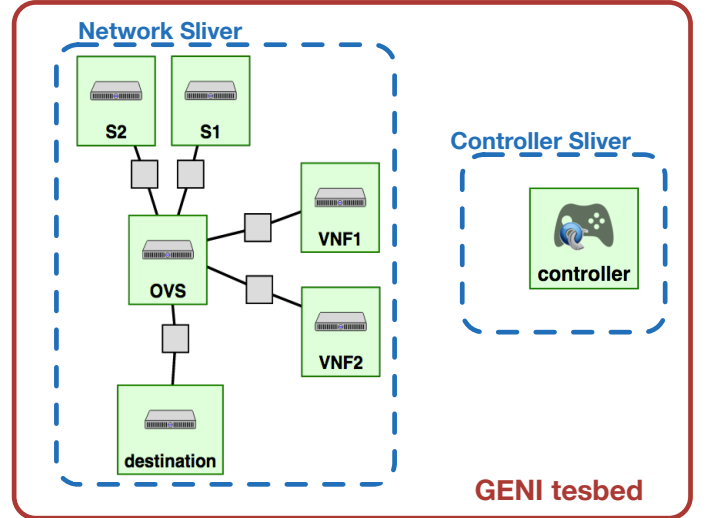 Network Sliver
S2
S1
Controller Sliver
VNF1
OVS
controller
VNF2
destination
GENI tesbed